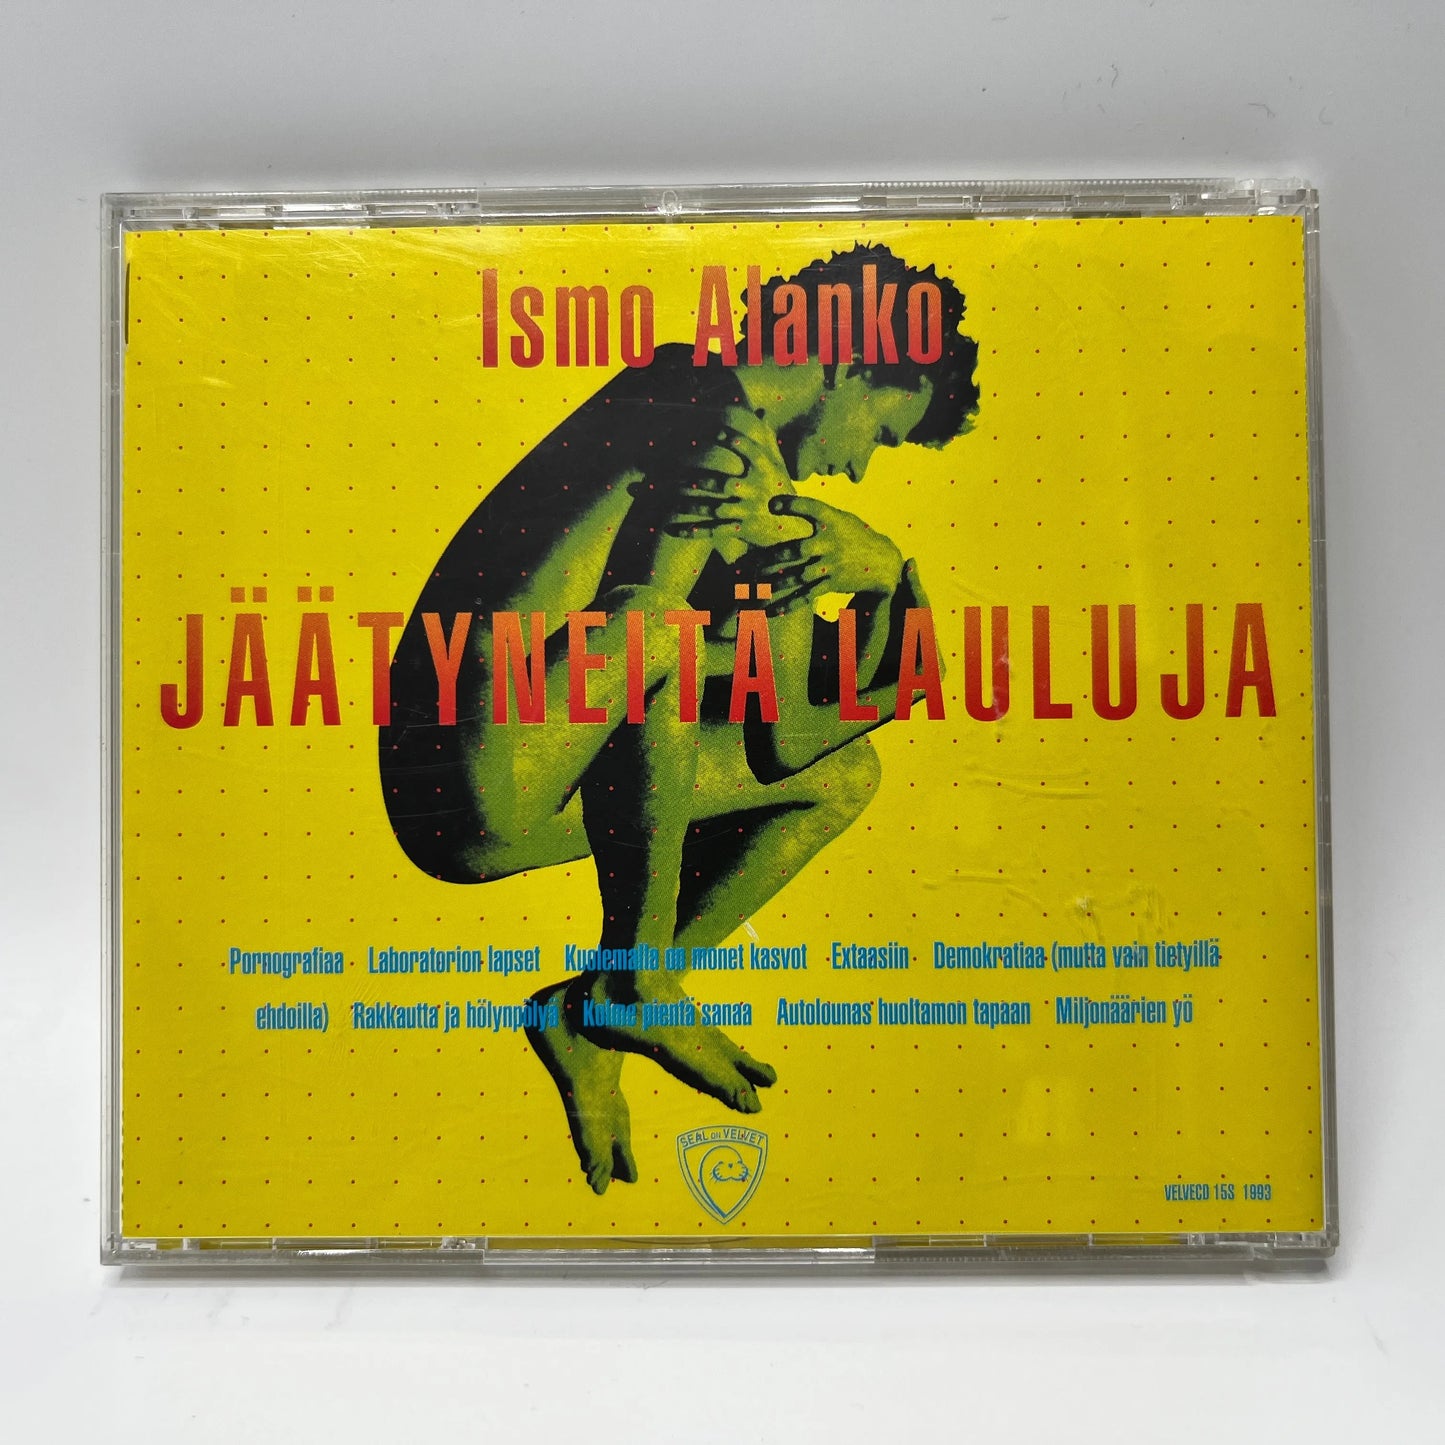 Ismo Alanko
JÄÄTYNEITÄ LAULUJA
Pornografiaa Laboratorion lapset Kuolemalla on monet kasvot Extaasiin Demokratiaa (mutta vain tietyillä
ehdoilla) Rakkautta ja hölynpölyä Kolme pientä sanaa Autolounas huoltamon tapaan Miljonäärien yö
SEAL on VELVET
VELVECD 15S 1993